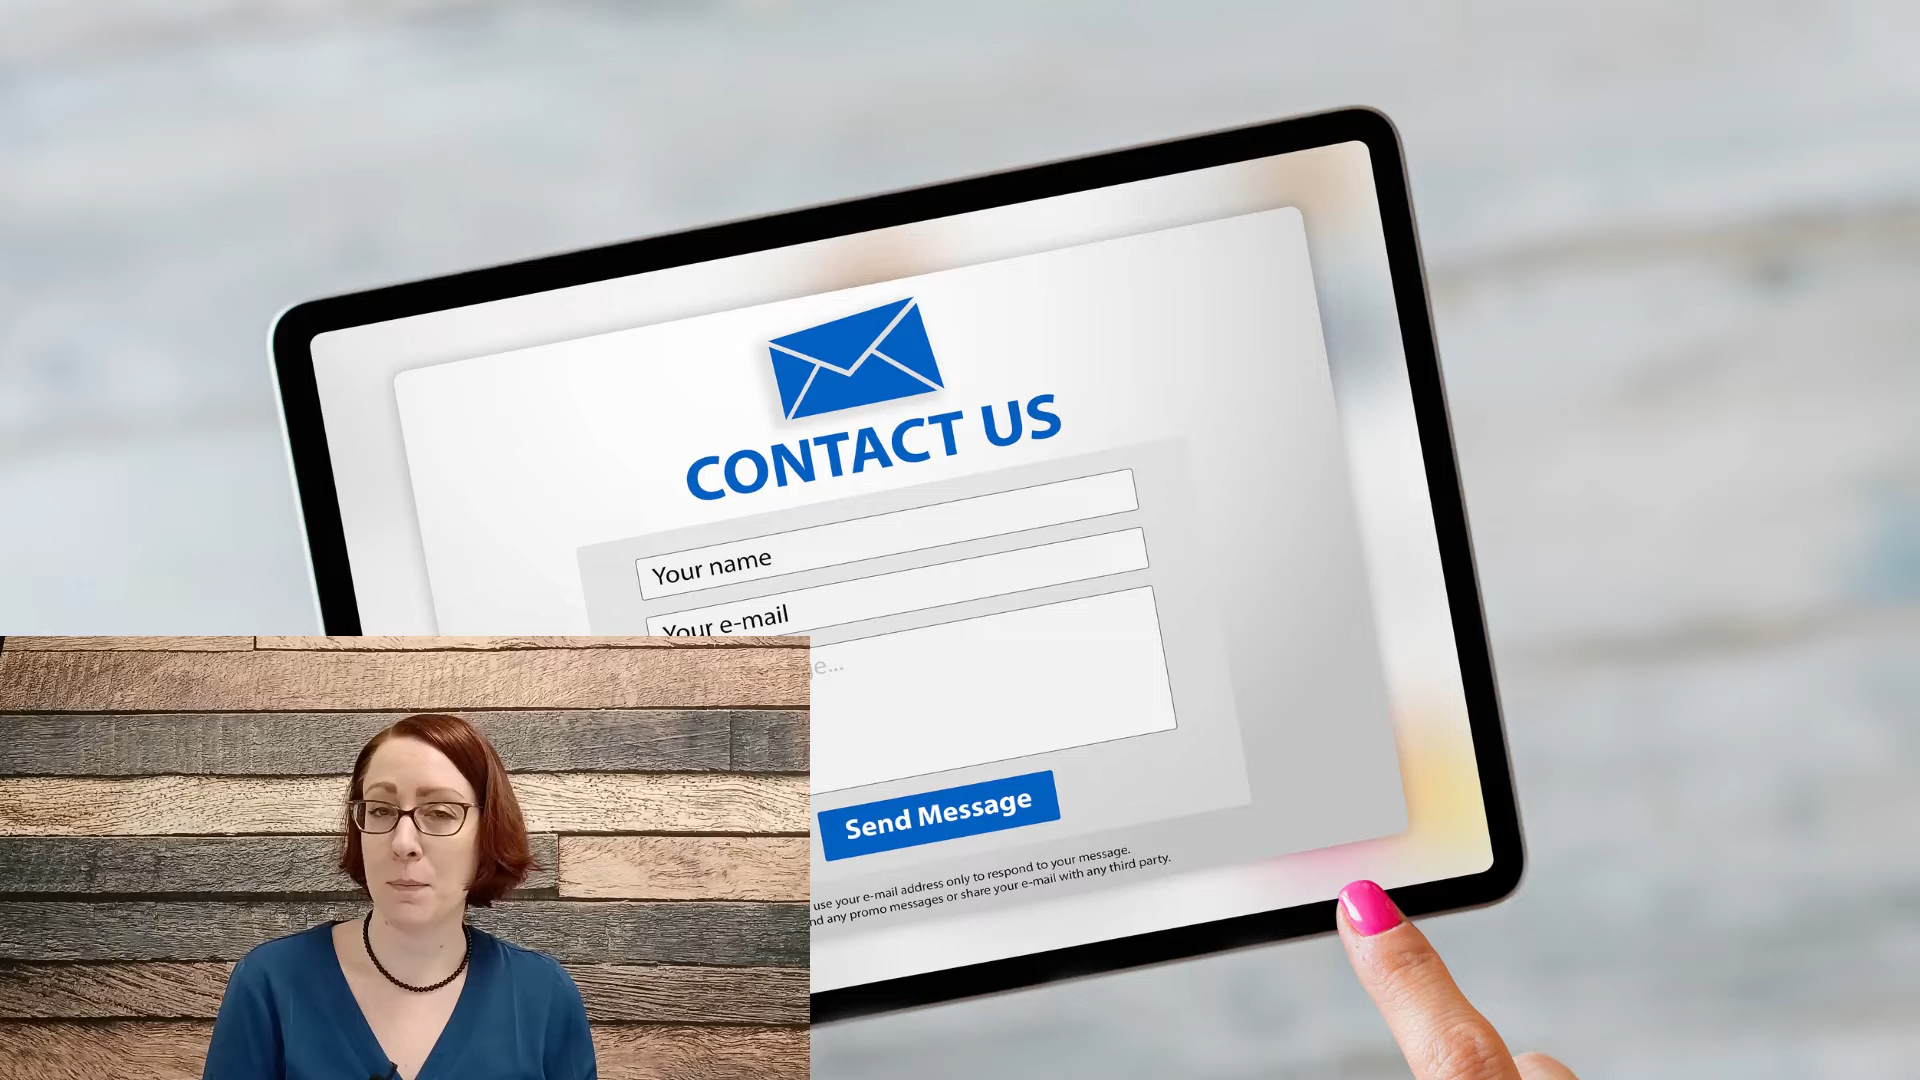 CONTACT US
Your name
Your e-mail
Send Message
use your e-mail address only to respond to your message.
any promo messages or share your e-mail with any third party.